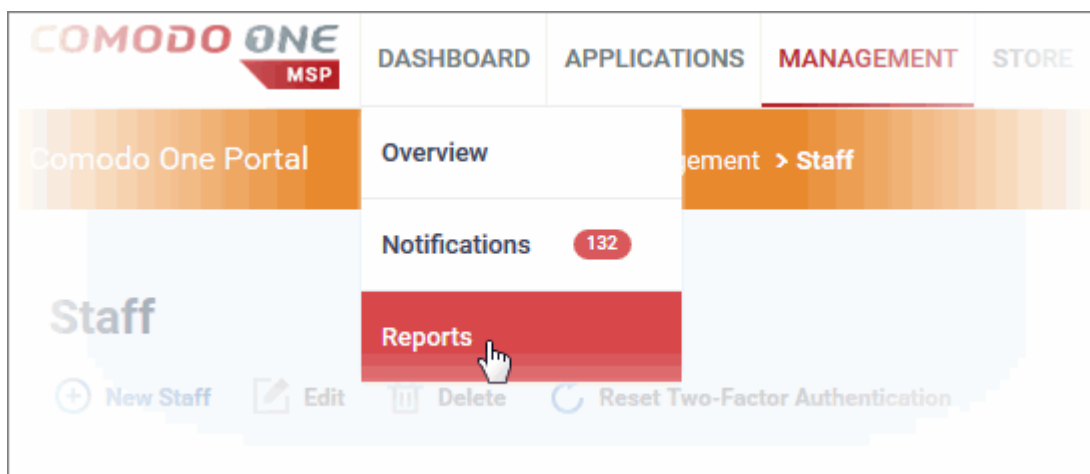 COMODO ONE
MSP
DASHBOARD APPLICATIONS MANAGEMENT STORE
Comodo One Portal
gement > Staff
Overview
Notifications 132
Reports
Staff
New Staff Edit Delete Reset Two-Factor Authentication